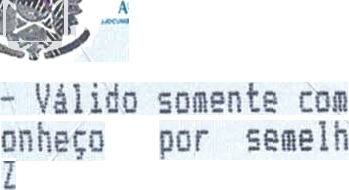 - Válido somente com
onheço por semelh
Z